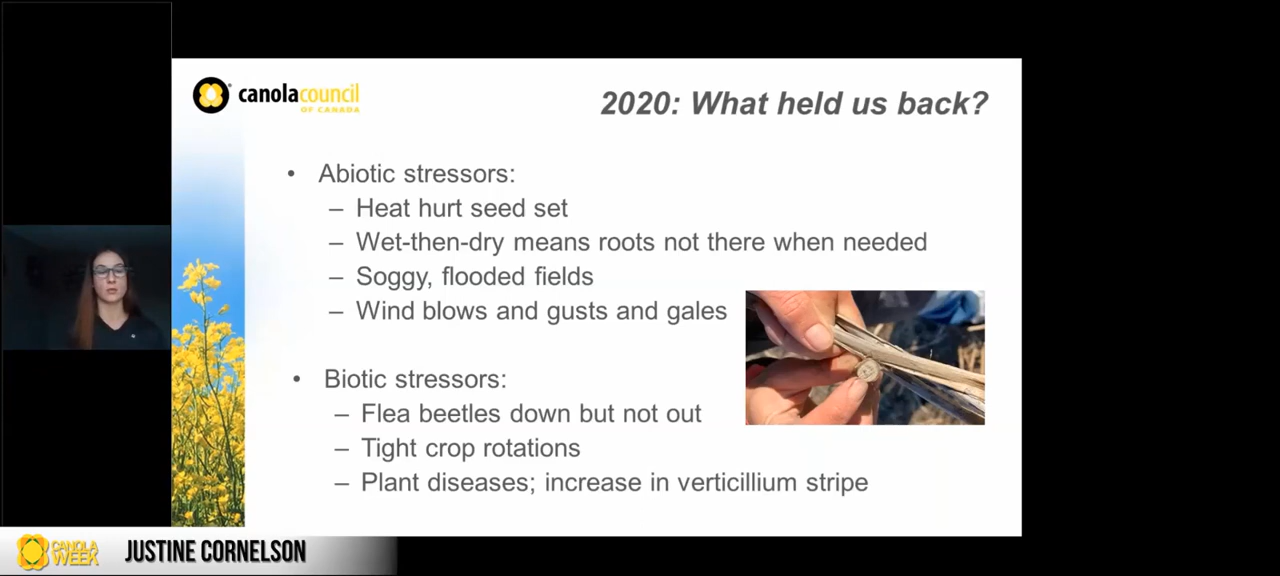 canolacouncil
OF CANADA
2020: What held us back?
• Abiotic stressors:
– Heat hurt seed set
– Wet-then-dry means roots not there when needed
– Soggy, flooded fields
– Wind blows and gusts and gales
• Biotic stressors:
– Flea beetles down but not out
– Tight crop rotations
– Plant diseases; increase in verticillium stripe
CANOLA
WEEK
JUSTINE CORNELSON